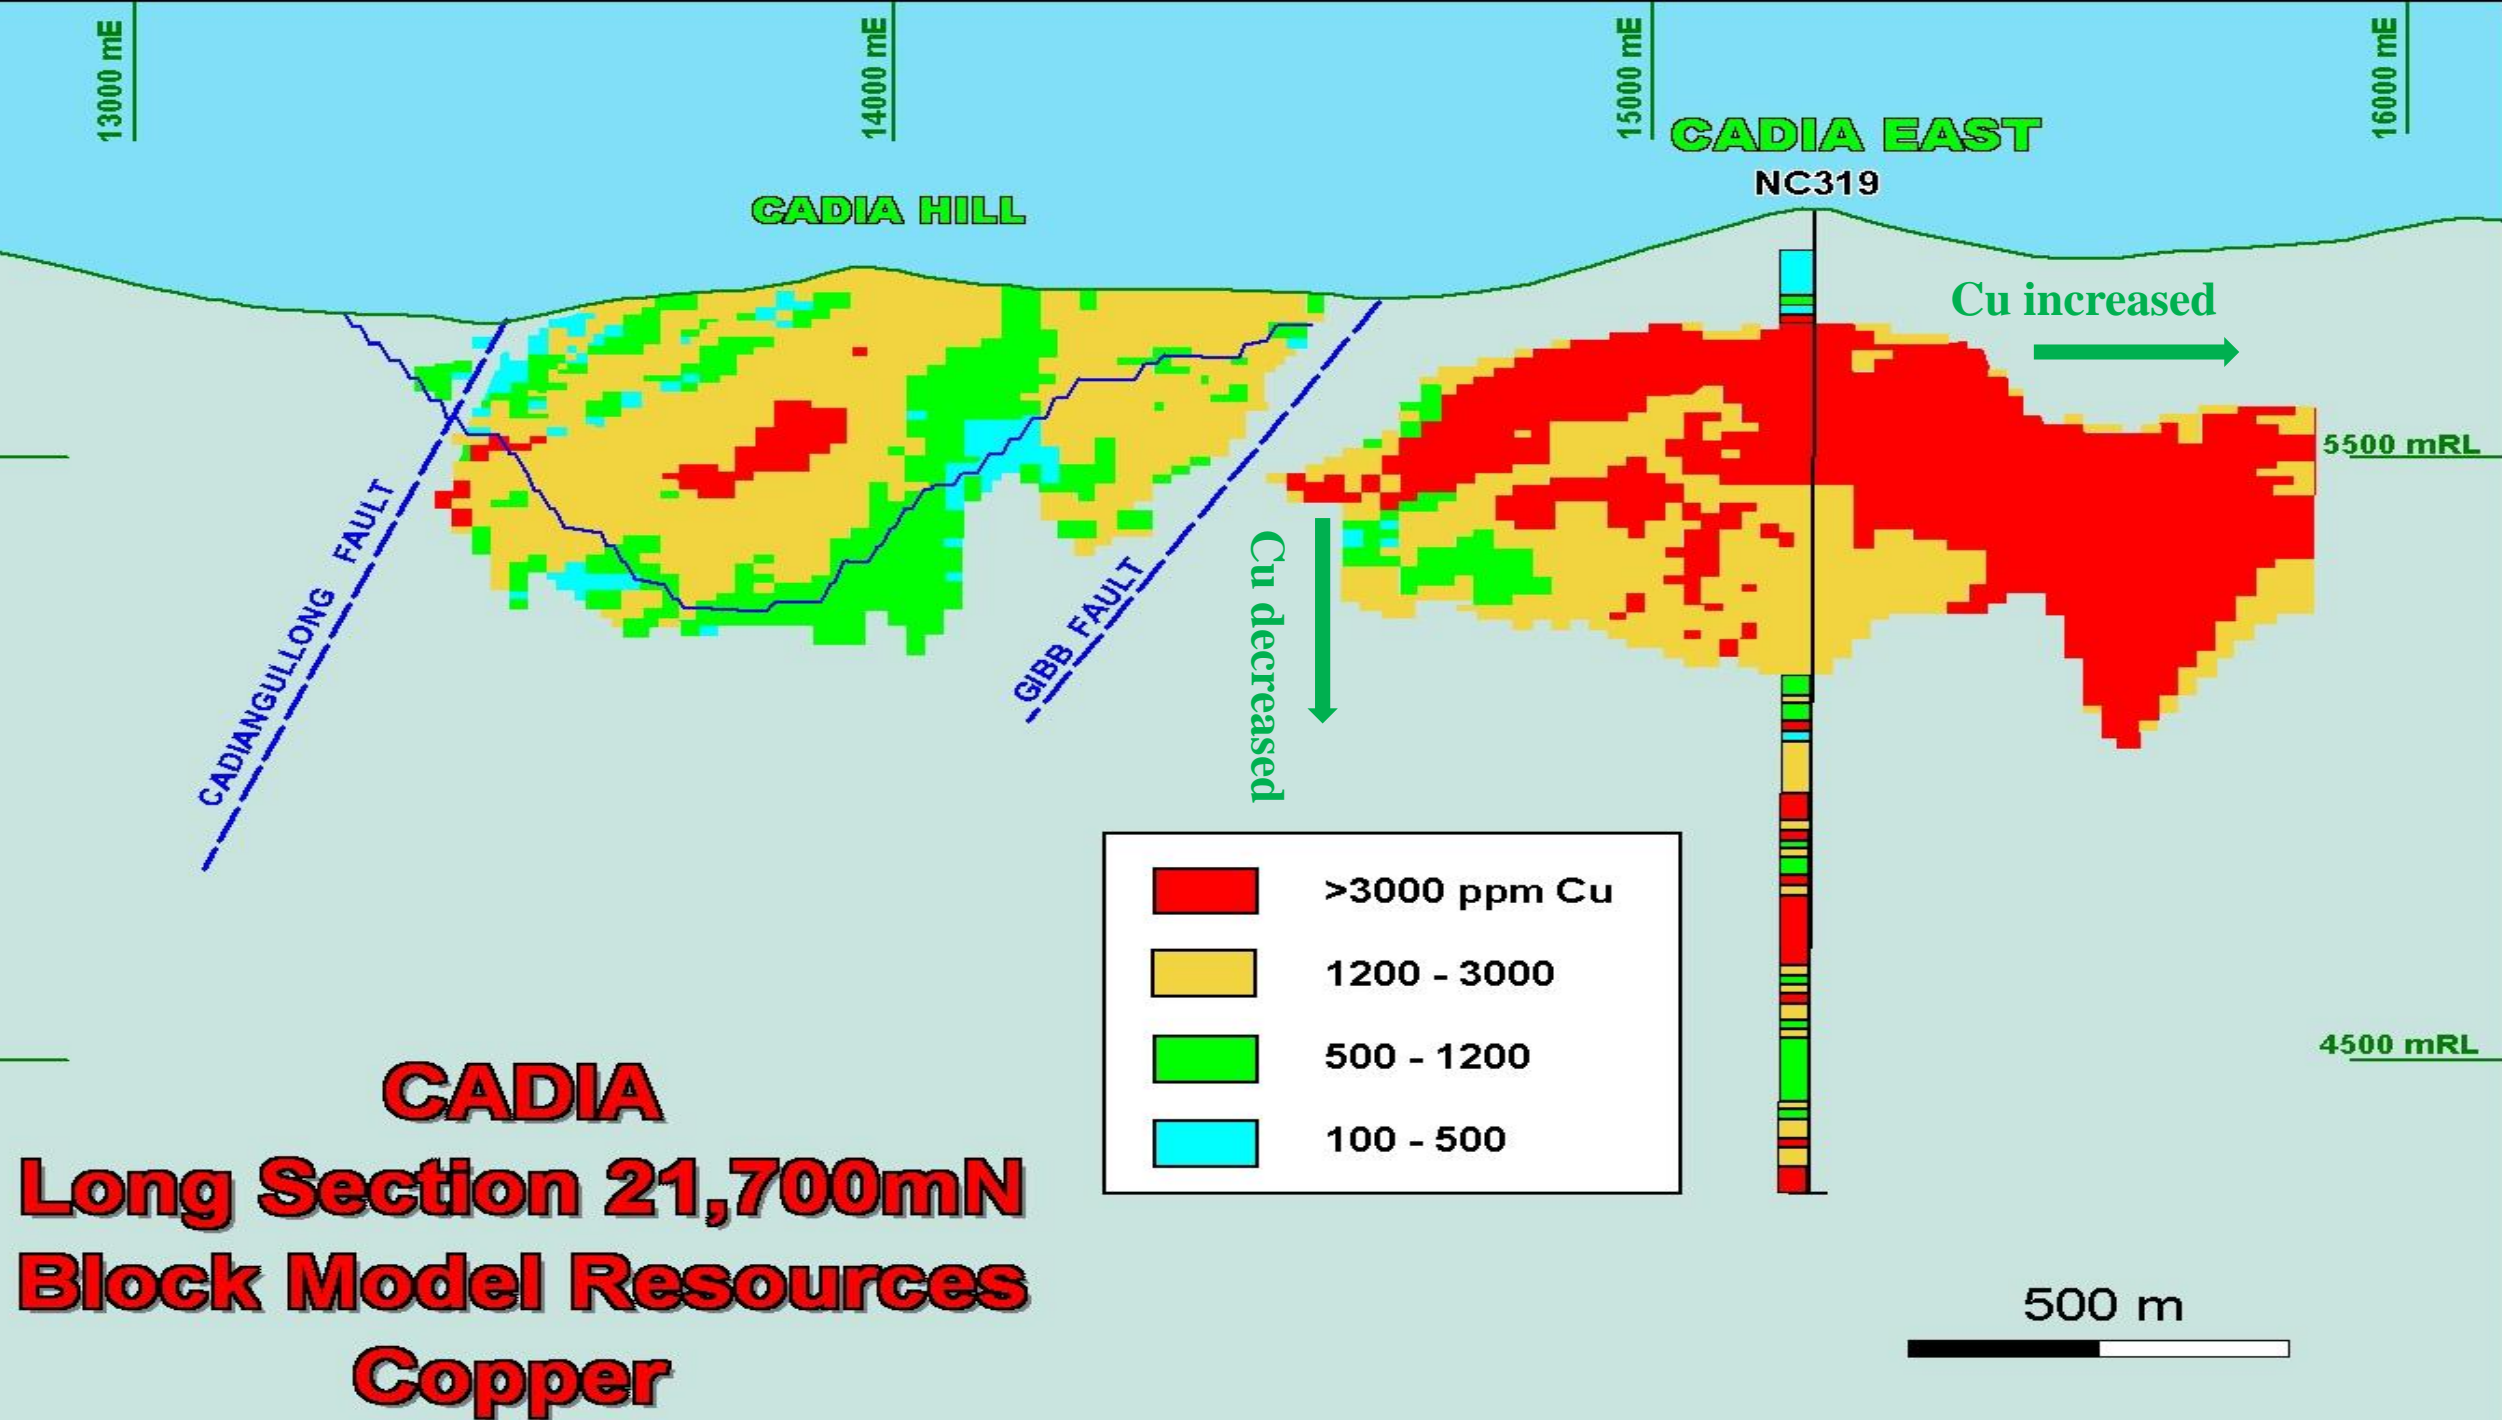 13000 mE
14000 mE
15000 mE
16000 mE
CADIA EAST
NC319
CADIA HILL
Cu increased
5500 mRL
CADIANGULLONG FAULT
GIBB FAULT
Cu decreased
>3000 ppm Cu
1200 - 3000
500 - 1200
100 - 500
4500 mRL
CADIA
Long Section 21,700mN
Block Model Resources
Copper
500 m